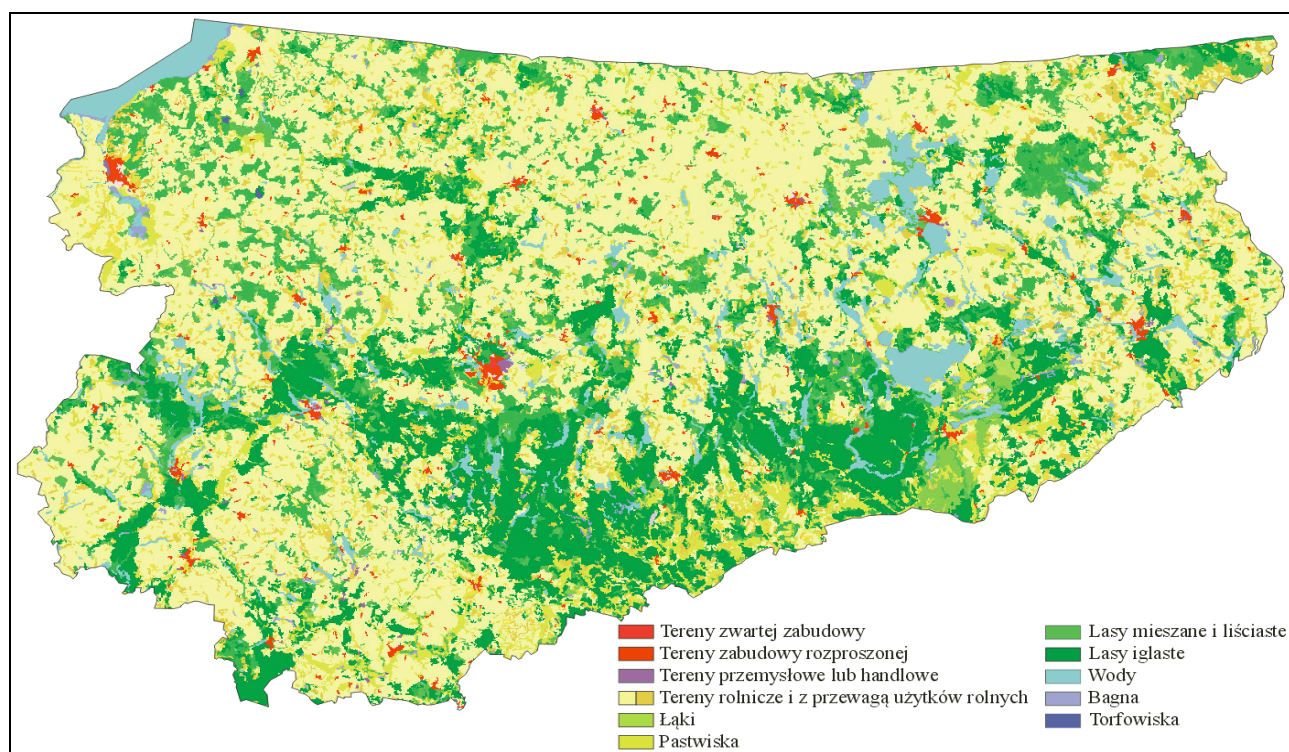 Tereny zwartej zabudowy
Tereny zabudowy rozproszonej
Tereny przemysłowe lub handlowe
Tereny rolnicze i z przewagą użytków rolnych
Łąki
Pastwiska
Lasy mieszane i liściaste
Lasy iglaste
Wody
Bagna
Torfowiska